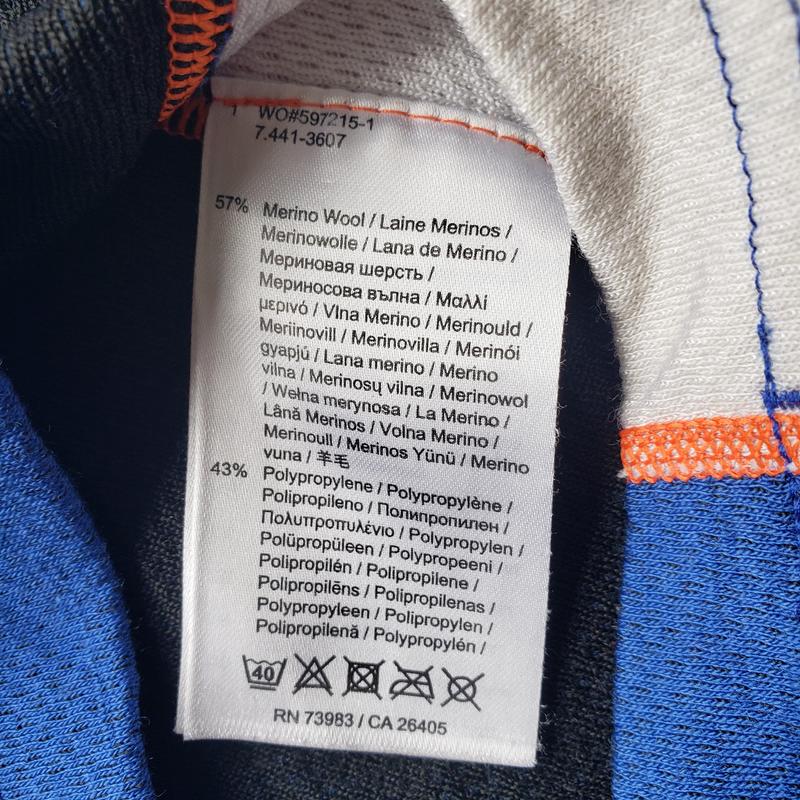 1 WO#597215-1
7.441-3607
57% Merino Wool / Laine Merinos /
Merinowolle / Lana de Merino /
Мериновая шерсть /
Мериносова вълна / Μαλλί
μερινό / Vlna Merino / Merinould /
Meriinovill / Merinovilla / Merinói
gyapjú / Lana merino / Merino
vilna / Merinosų vilna / Merinowol
/ Wełna merynosa / La Merino /
Lână Merinos / Volna Merino /
Merinoull / Merinos Yünü / Merino
vuna / 羊毛
43% Polypropylene / Polypropylène /
Polipropileno / Полипропилен /
Πολυπροπυλένιο / Polypropylen /
Polüpropüleen / Polypropeeni /
Polipropilén / Polipropilene /
Polipropilēns / Polipropilenas /
Polypropyleen / Polipropylen /
Polipropilenă / Polypropylén /
40
RN 73983 / CA 26405